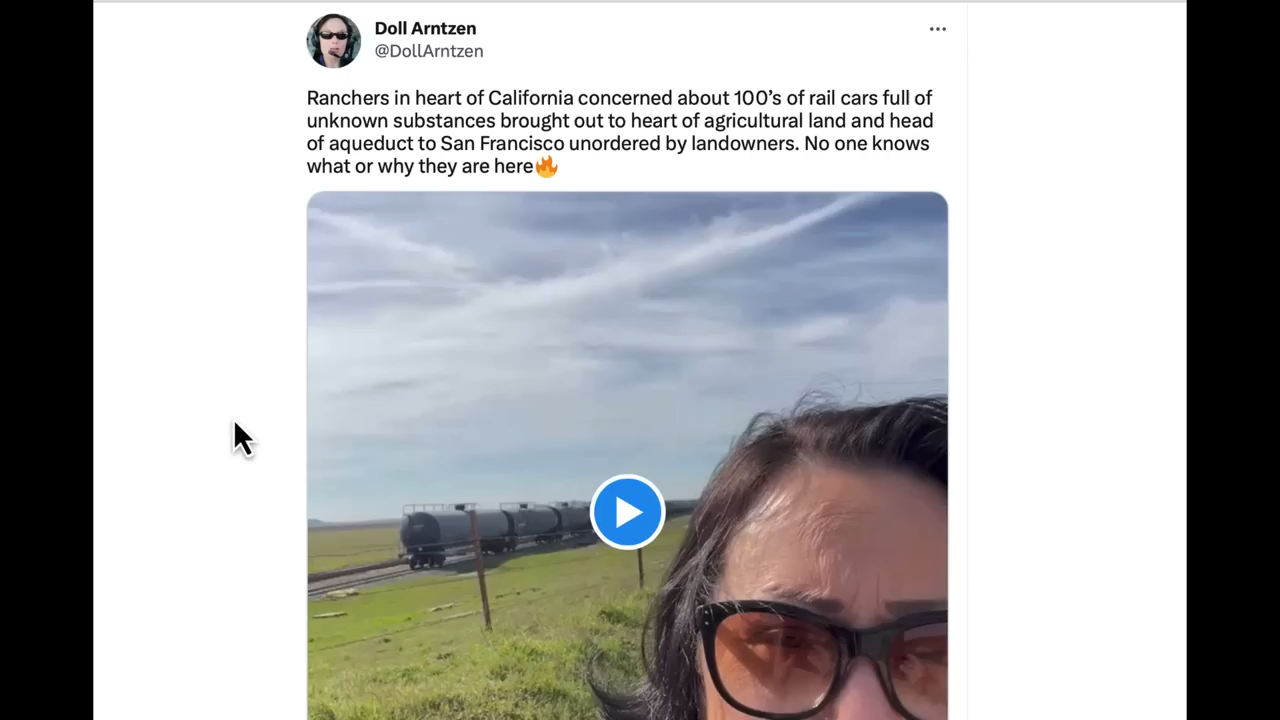 Doll Arntzen
@DollArntzen
Ranchers in heart of California concerned about 100’s of rail cars full of
unknown substances brought out to heart of agricultural land and head
of aqueduct to San Francisco unordered by landowners. No one knows
what or why they are here🔥